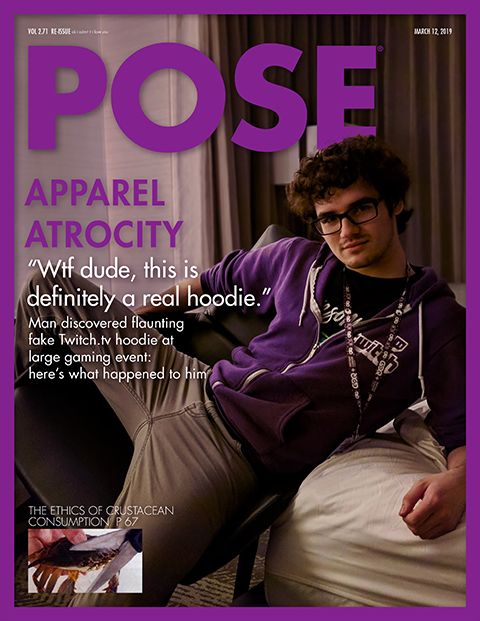 VOL 2.71 RE-ISSUE
MARCH 12, 2019
POSE®
APPAREL
ATROCITY
“Wtf dude, this is
definitely a real hoodie.”
Man discovered flaunting
fake Twitch.tv hoodie at
large gaming event:
here’s what happened to him
THE ETHICS OF CRUSTACEAN
CONSUMPTION P 67